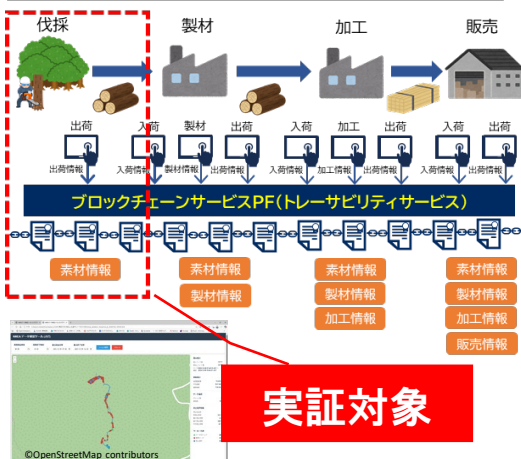 伐採 製材 加工 販売
出荷 入荷 製材 出荷 入荷 加工 出荷 入荷 出荷
出荷情報 入荷情報 製材情報 出荷情報 入荷情報 加工情報 出荷情報 入荷情報 出荷情報
ブロックチェーンサービスPF(トレーサビリティサービス)
素材情報 素材情報 素材情報 素材情報
製材情報 製材情報 製材情報
加工情報 加工情報
販売情報
実証対象
©OpenStreetMap contributors